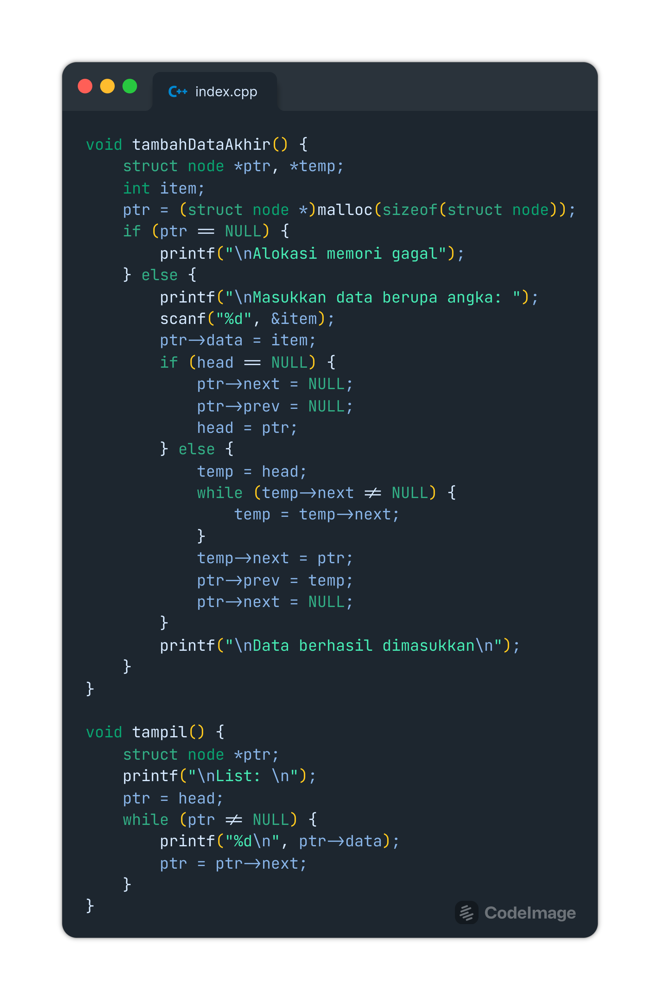 C++ index.cpp
void tambahDataAkhir() {
    struct node *ptr, *temp;
    int item;
    ptr = (struct node *)malloc(sizeof(struct node));
    if (ptr == NULL) {
        printf("\nAlokasi memori gagal");
    } else {
        printf("\nMasukkan data berupa angka: ");
        scanf("%d", &item);
        ptr->data = item;
        if (head == NULL) {
            ptr->next = NULL;
            ptr->prev = NULL;
            head = ptr;
        } else {
            temp = head;
            while (temp->next != NULL) {
                temp = temp->next;
            }
            temp->next = ptr;
            ptr->prev = temp;
            ptr->next = NULL;
        }
        printf("\nData berhasil dimasukkan\n");
    }
}

void tampil() {
    struct node *ptr;
    printf("\nList: \n");
    ptr = head;
    while (ptr != NULL) {
        printf("%d\n", ptr->data);
        ptr = ptr->next;
    }
}
CodeImage